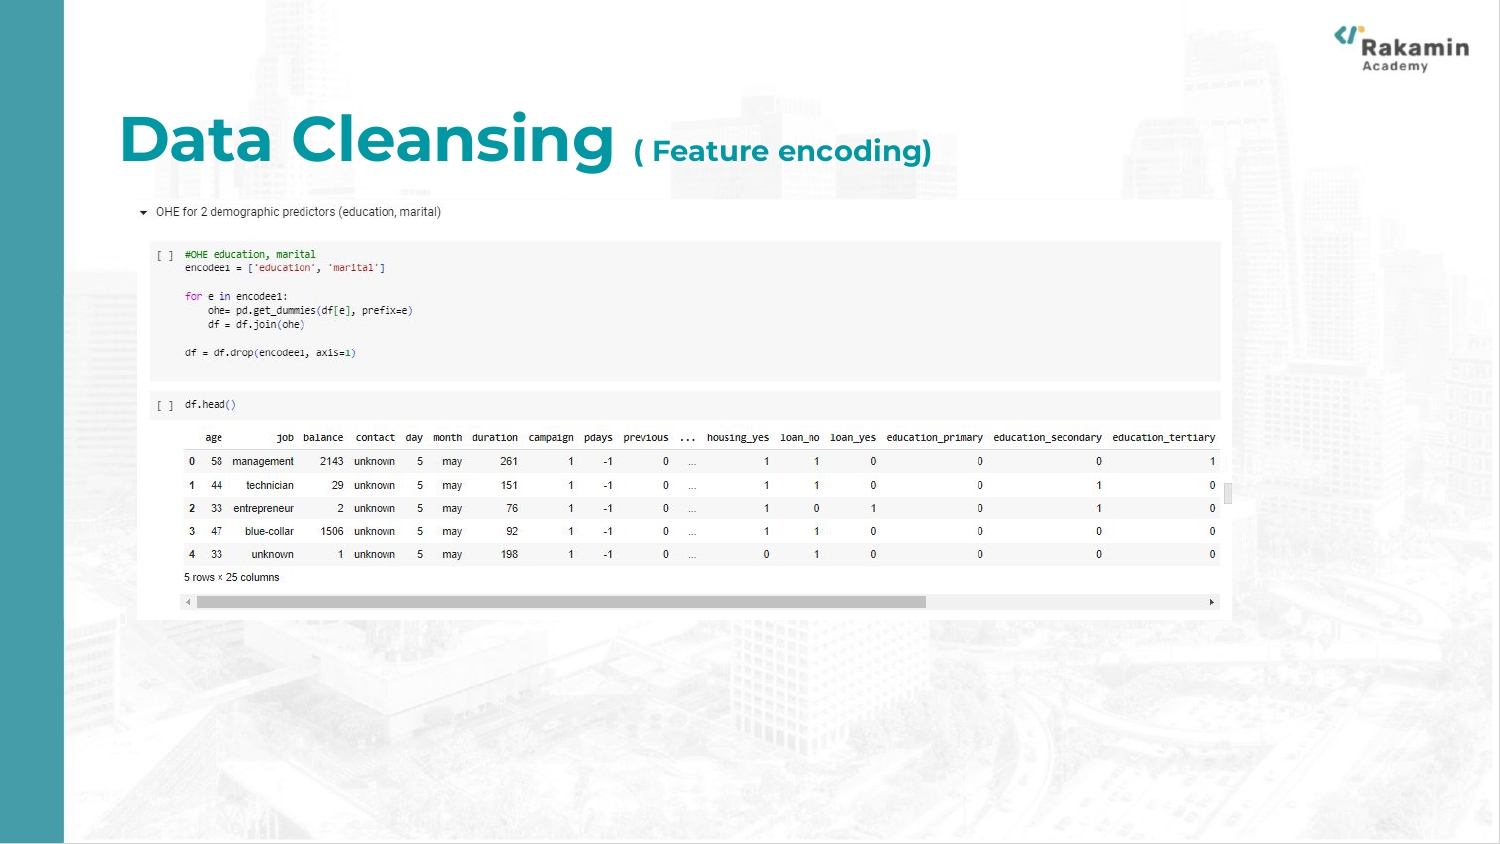 Rakamin
Academy
Data Cleansing ( Feature encoding)
OHE for 2 demographic predictors (education, marital)
[ ] #OHE education, marital
encodee1 = ['education', 'marital']
for e in encodee1:
ohe= pd.get_dummies(df[e], prefix=e)
df = df.join(ohe)
df = df.drop(encodee1, axis=1)
[ ] df.head()
age job balance contact day month duration campaign pdays previous ... housing_yes loan_no loan_yes education_primary education_secondary education_tertiary
0 58 management 2143 unknown 5 may 261 1 -1 0 ... 1 1 0 0 0 1
1 44 technician 29 unknown 5 may 151 1 -1 0 ... 1 1 0 0 1 0
2 33 entrepreneur 2 unknown 5 may 76 1 -1 0 ... 1 0 1 0 1 0
3 47 blue-collar 1506 unknown 5 may 92 1 -1 0 ... 1 1 0 0 0 0
4 33 unknown 1 unknown 5 may 198 1 -1 0 ... 0 1 0 0 0 0
5 rows × 25 columns